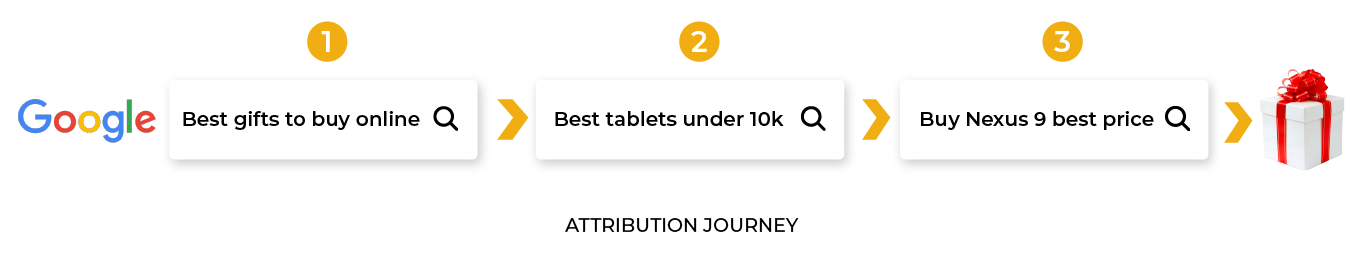 1
2
3
Google
Best gifts to buy online
Best tablets under 10k
Buy Nexus 9 best price
ATTRIBUTION JOURNEY